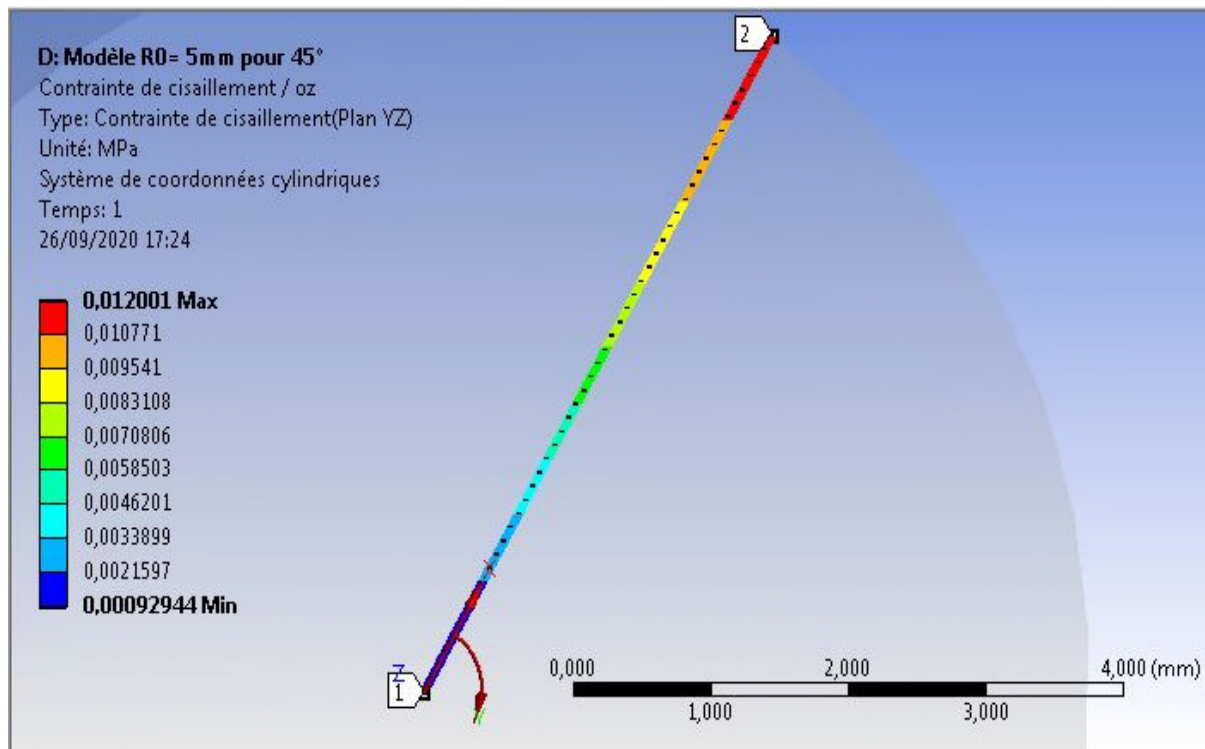 D: Modèle R0= 5mm pour 45°
Contrainte de cisaillement / oz
Type: Contrainte de cisaillement(Plan YZ)
Unité: MPa
Système de coordonnées cylindriques
Temps: 1
26/09/2020 17:24
0,012001 Max
0,010771
0,009541
0,0083108
0,0070806
0,0058503
0,0046201
0,0033899
0,0021597
0,00092944 Min
2
Z
1
Y
0,000 2,000 4,000 (mm)
1,000 3,000